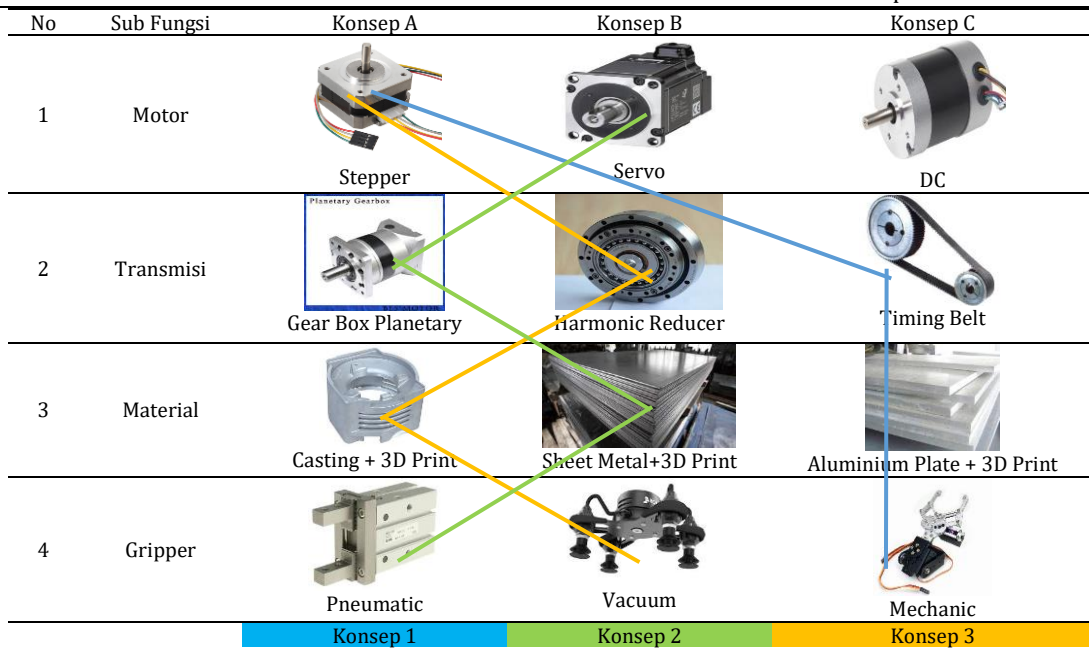 No Sub Fungsi Konsep A Konsep B Konsep C
1 Motor
Stepper Servo DC
Planetary Gearbox
2 Transmisi
Gear Box Planetary Harmonic Reducer Timing Belt
3 Material
Casting + 3D Print Sheet Metal+3D Print Aluminium Plate + 3D Print
4 Gripper
Pneumatic Vacuum Mechanic
Konsep 1 Konsep 2 Konsep 3